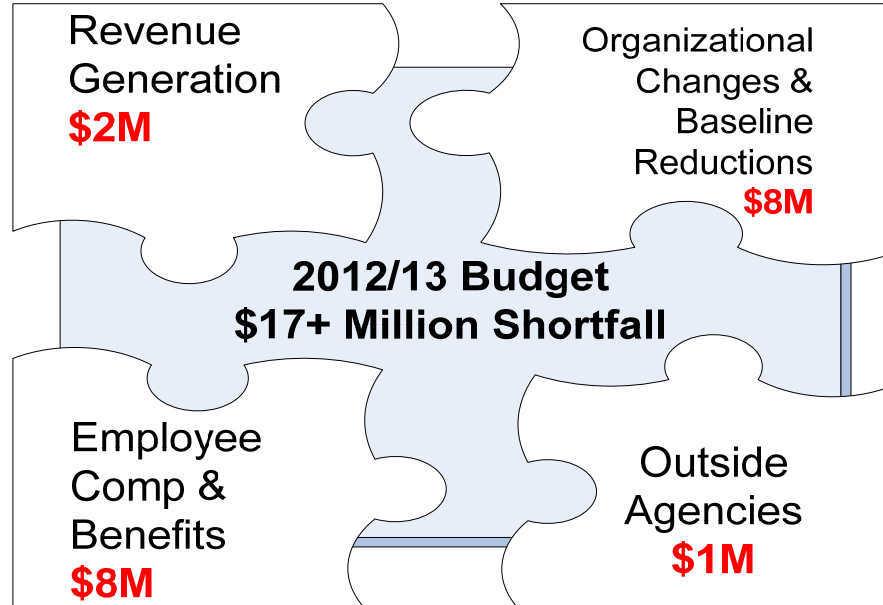 Revenue
Generation
$2M
Organizational
Changes &
Baseline
Reductions
$8M
2012/13 Budget
$17+ Million Shortfall
Employee
Comp &
Benefits
$8M
Outside
Agencies
$1M